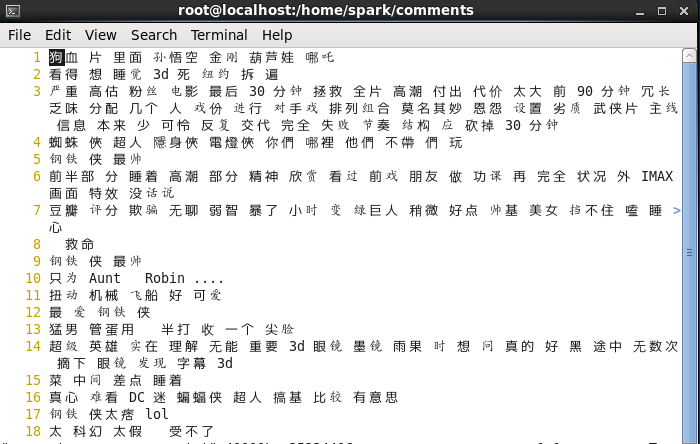 root@localhost:/home/spark/comments
File Edit View Search Terminal Help
1 狗血 片 里面 孙悟空 金刚 葫芦娃 哪吒
2 看得 想 睡觉 3d 死 纽约 拆 遍
3 严重 高估 粉丝 电影 最后 30 分钟 拯救 全片 高潮 付出 代价 太大 前 90 分钟 冗长
乏味 分配 几个 人 戏份 进行 对手戏 排列组合 莫名其妙 恩怨 设置 劣质 武侠片 主线
信息 本来 少 可怜 反复 交代 完全 失败 节奏 结构 应 砍掉 30 分钟
4 蜘蛛 俠 超人 隱身俠 電燈俠 你們 哪裡 他們 不帶 們 玩
5 钢铁 侠 最帅
6 前半部 分 睡着 高潮 部分 精神 欣赏 看过 前戏 朋友 做 功课 再 完全 状况 外 IMAX
画面 特效 没话说
7 豆瓣 评分 欺骗 无聊 弱智 暴了 小时 变 绿巨人 稍微 好点 帅基 美女 挡不住 嗑 睡 >
心
8 救命
9 钢铁 侠 最帅
10 只为 Aunt Robin ....
11 扭动 机械 飞船 好 可爱
12 最 爱 钢铁 侠
13 猛男 管蛋用 半打 收 一个 尖脸
14 超级 英雄 实在 理解 无能 重要 3d 眼镜 墨镜 雨果 时 想 问 真的 好 黑 途中 无数次
摘下 眼镜 发现 字幕 3d
15 菜 中间 差点 睡着
16 真心 难看 DC 迷 蝙蝠侠 超人 搞基 比较 有意思
17 钢铁 侠太痞 lol
18 太 科幻 太假 受不了